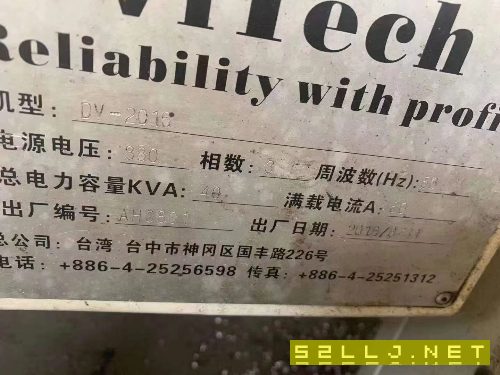 Reliability with profi
机型: DV-2016
电源电压: 380 相数: 周波数(Hz):
总电力容量KVA: 40 满载电流A:
出厂编号: 出厂日期:
总公司: 台湾 台中市神冈区国丰路226号
电话: +886-4-25256598 传真: +886-4-25251312
52LLJ.NET